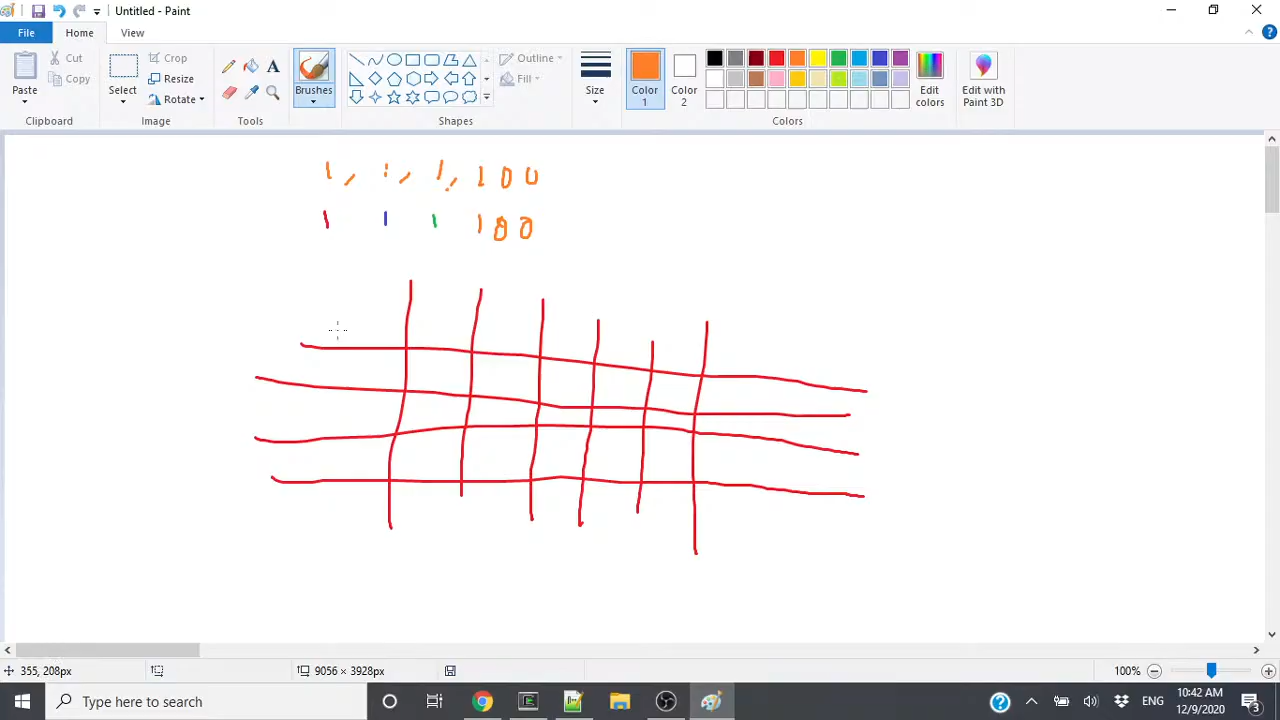 Untitled - Paint
File Home View
Paste
Cut
Copy
Clipboard
Select
Crop
Resize
Rotate
Image
A
Tools
Brushes
Outline
Fill
Shapes
Size
Color 1
Color 2
Edit colors
Colors
Edit with Paint 3D
1, 1, 1, 100
1 1 1 100
355, 208px
9056 × 3928px
100%
Type here to search
ENG
10:42 AM
12/9/2020
3